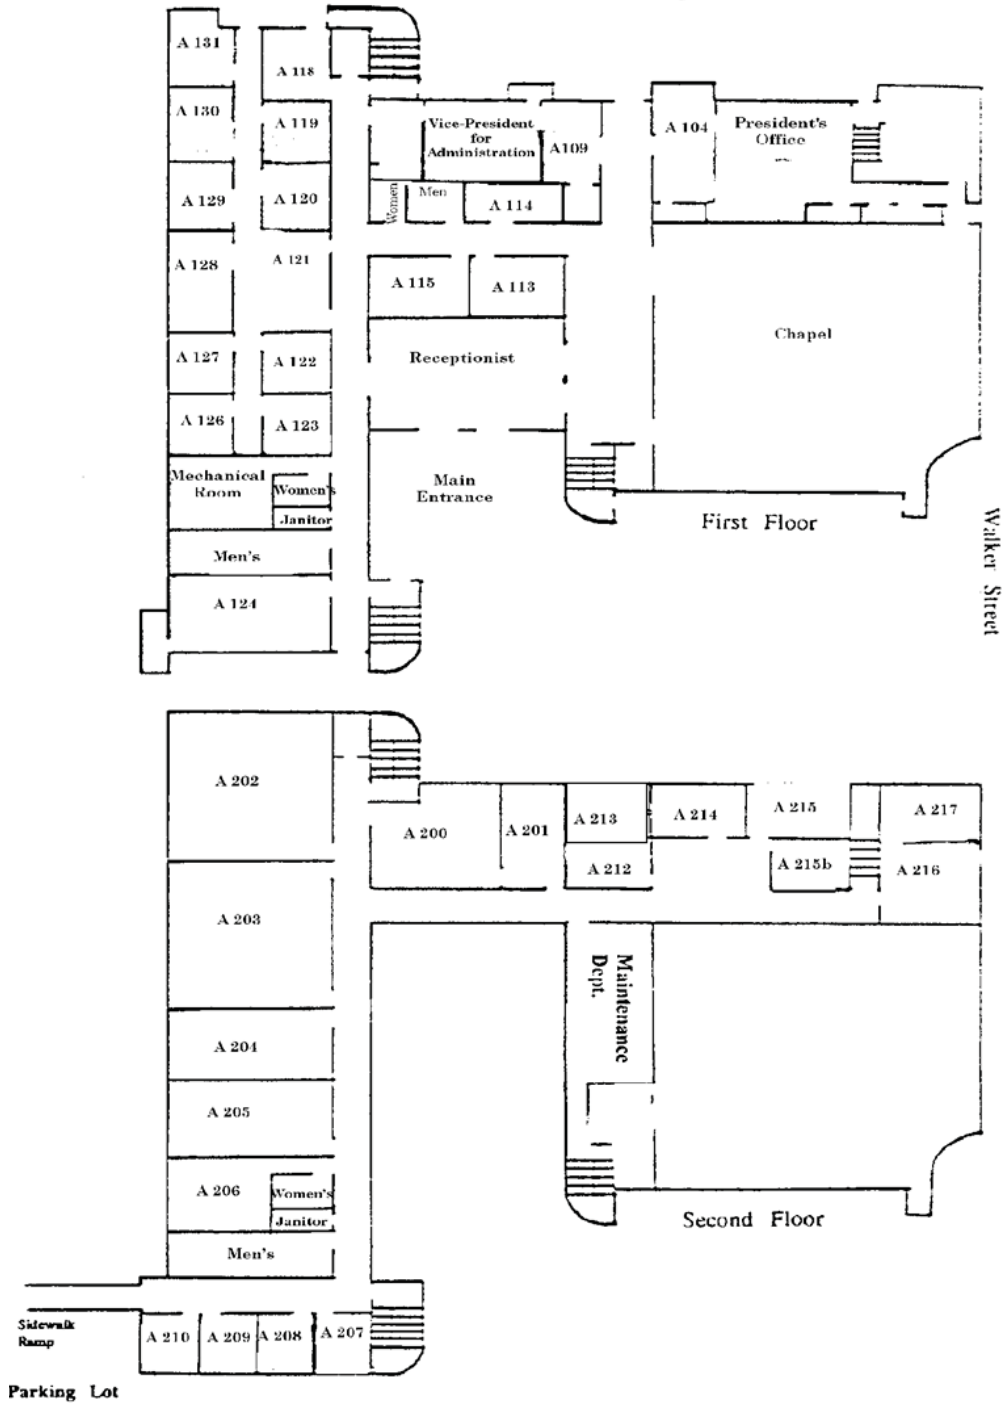 A 131
A 118
A 130
A 119
Vice-President
for
Administration
A109
A 104
President's
Office
A 129
A 120
Women
Men
A 114
A 128
A 121
A 115
A 113
Chapel
A 127
A 122
Receptionist
A 126
A 123
Mechanical
Room
Women's
Janitor
Main
Entrance
First Floor
Walker Street
Men's
A 124
A 202
A 200
A 201
A 213
A 214
A 215
A 217
A 212
A 215b
A 216
A 203
Maintenance
Dept.
A 204
A 205
A 206
Women's
Janitor
Second Floor
Men's
Sidewalk
Ramp
A 210
A 209
A 208
A 207
Parking Lot